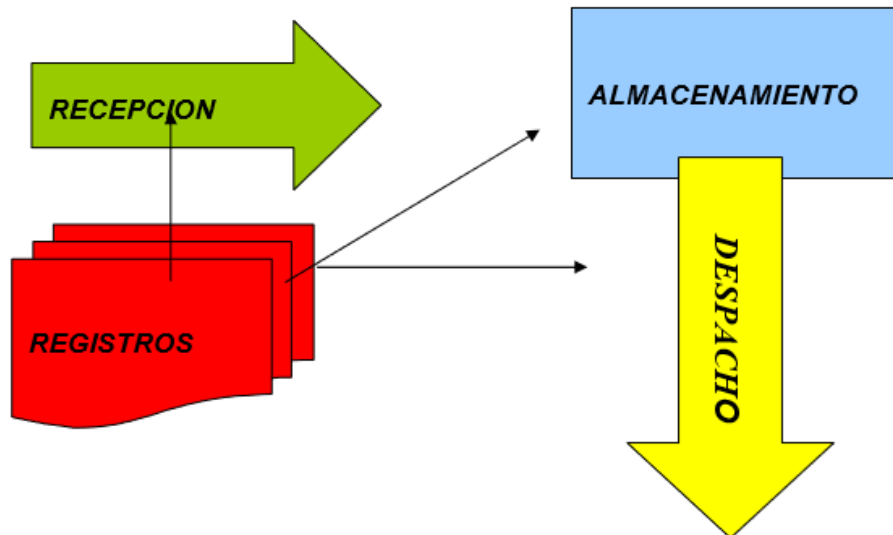 RECEPCION
ALMACENAMIENTO
REGISTROS
DESPACHO